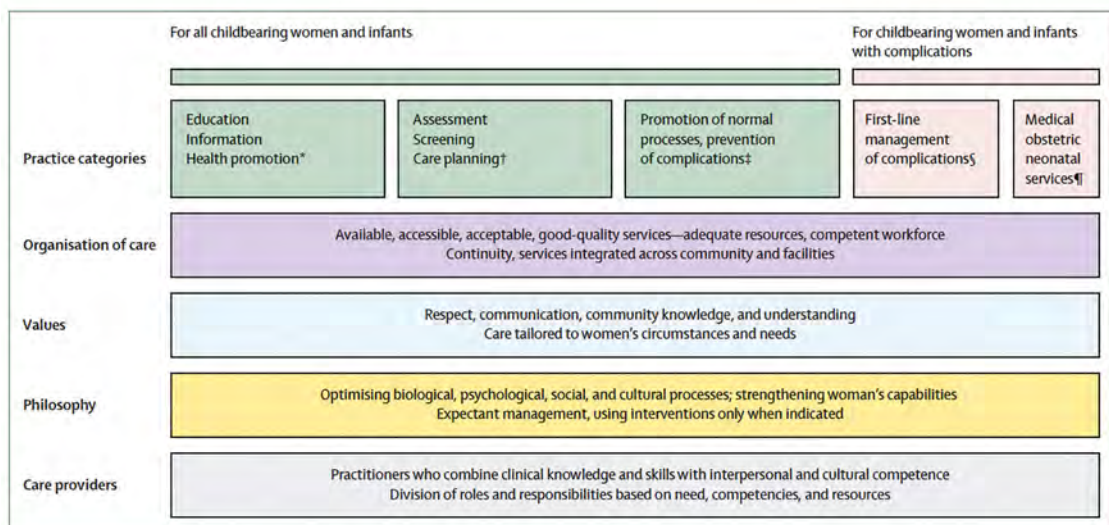 For all childbearing women and infants
For childbearing women and infants
with complications
Practice categories
Education
Information
Health promotion*
Assessment
Screening
Care planning†
Promotion of normal
processes, prevention
of complications‡
First-line
management
of complications§
Medical
obstetric
neonatal
services¶
Organisation of care
Available, accessible, acceptable, good-quality services—adequate resources, competent workforce
Continuity, services integrated across community and facilities
Values
Respect, communication, community knowledge, and understanding
Care tailored to women's circumstances and needs
Philosophy
Optimising biological, psychological, social, and cultural processes; strengthening woman's capabilities
Expectant management, using interventions only when indicated
Care providers
Practitioners who combine clinical knowledge and skills with interpersonal and cultural competence
Division of roles and responsibilities based on need, competencies, and resources